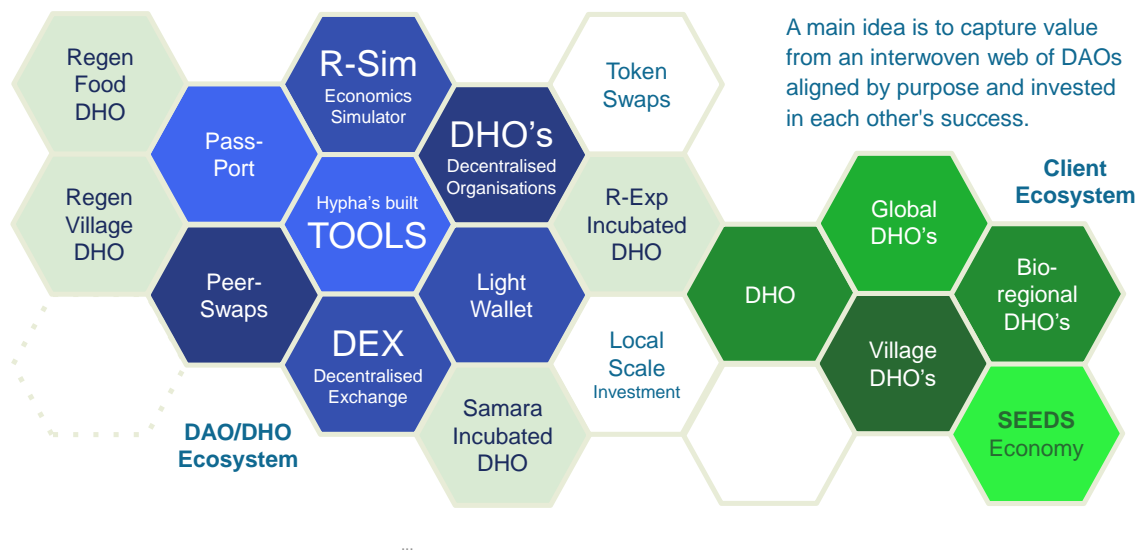 Regen
Food
DHO
R-Sim
Economics
Simulator
Token
Swaps
A main idea is to capture value
from an interwoven web of DAOs
aligned by purpose and invested
in each other's success.
Pass-
Port
DHO's
Decentralised
Organisations
Client
Ecosystem
Regen
Village
DHO
Hypha's built
TOOLS
R-Exp
Incubated
DHO
Global
DHO's
Peer-
Swaps
Light
Wallet
DHO
Bio-
regional
DHO's
DEX
Decentralised
Exchange
Local
Scale
Investment
Village
DHO's
DAO/DHO
Ecosystem
Samara
Incubated
DHO
SEEDS
Economy
...